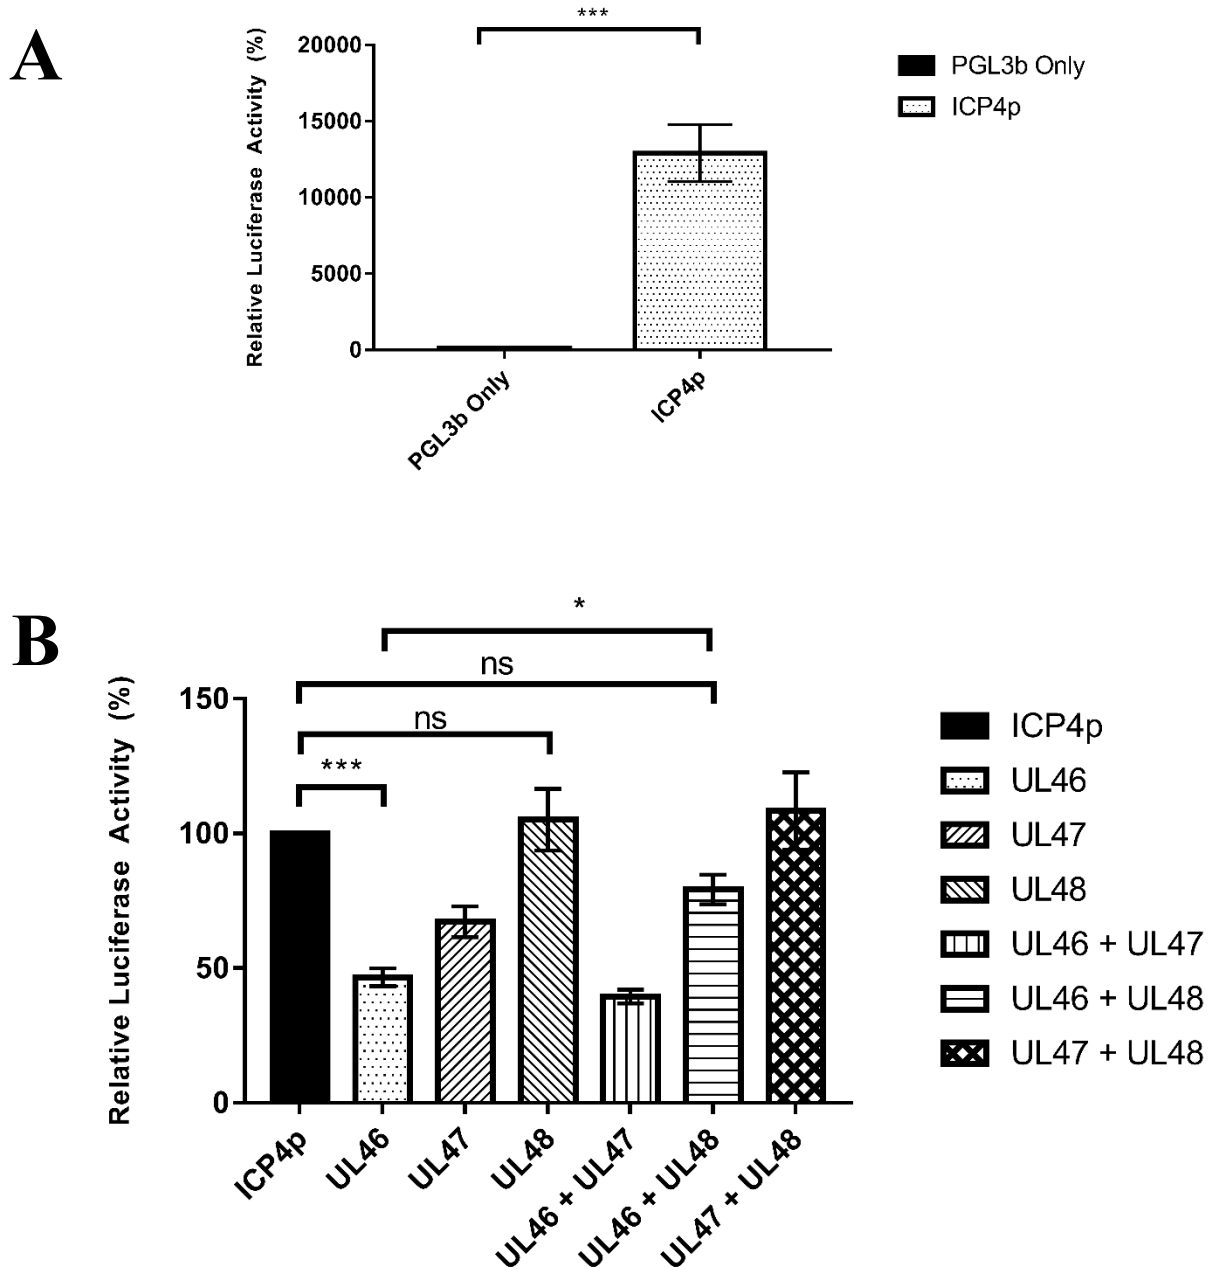 A
***
Relative Luciferase Activity (%)
20000
15000
10000
5000
0
PGL3b Only
ICP4p
PGL3b Only
ICP4p
B
*
ns
ns
***
Relative Luciferase Activity (%)
150
100
50
0
ICP4p
UL46
UL47
UL48
UL46 + UL47
UL46 + UL48
UL47 + UL48
ICP4p
UL46
UL47
UL48
UL46 + UL47
UL46 + UL48
UL47 + UL48